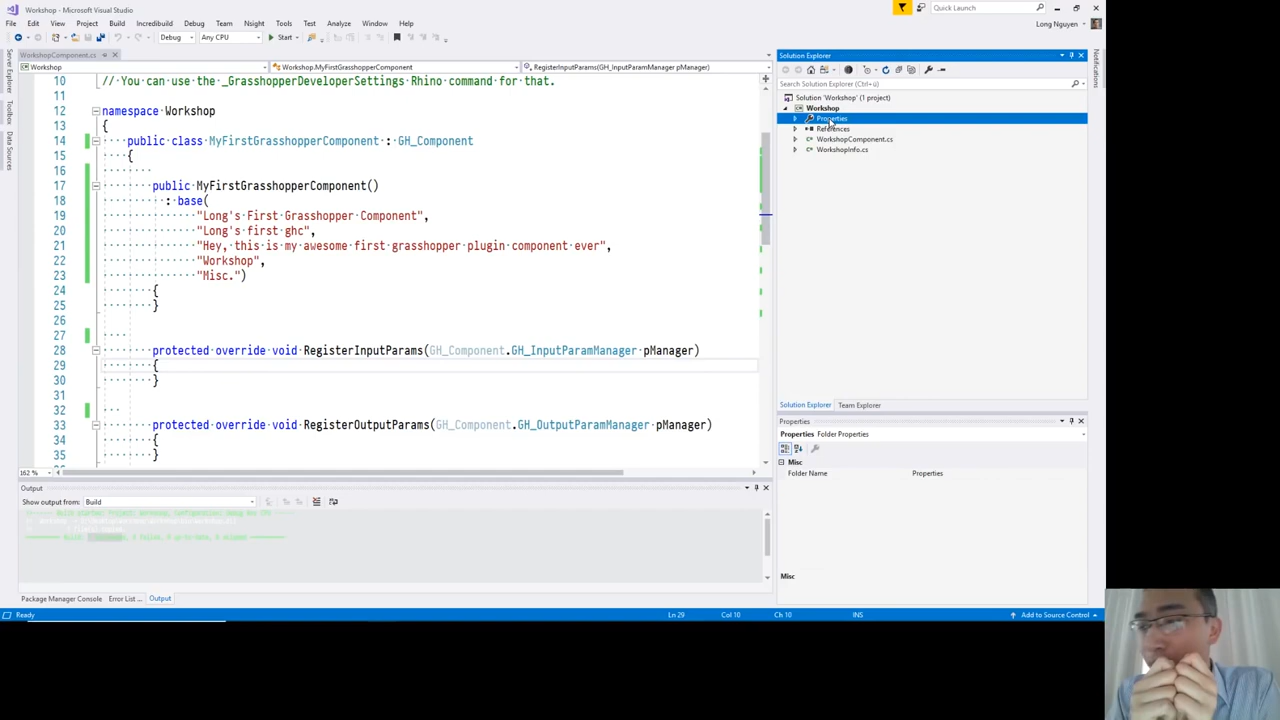 Workshop - Microsoft Visual Studio
Quick Launch (Ctrl+Q)
File Edit View Project Build Incredibuild Debug Team Nsight Tools Test Analyze Window Help
Long Nguyen
Debug Any CPU Start
WorkshopComponent.cs
Workshop Workshop.MyFirstGrasshopperComponent RegisterInputParams(GH_InputParamManager pManager)
Server Explorer
Toolbox
Data Sources
10 // You can use the _GrasshopperDeveloperSettings Rhino command for that.
11
12 namespace Workshop
13 {
14 public class MyFirstGrasshopperComponent : GH_Component
15 {
16
17 public MyFirstGrasshopperComponent()
18 : base(
19 "Long's First Grasshopper Component",
20 "Long's first ghc",
21 "Hey, this is my awesome first grasshopper plugin component ever",
22 "Workshop",
23 "Misc.")
24 {
25 }
26
27
28 protected override void RegisterInputParams(GH_Component.GH_InputParamManager pManager)
29 {
30 }
31
32
33 protected override void RegisterOutputParams(GH_Component.GH_OutputParamManager pManager)
34 {
35 }
162 %
Output
Show output from: Build
Package Manager Console Error List ... Output
Ready Ln 29 Col 10 Ch 10 INS Add to Source Control
Solution Explorer
Search Solution Explorer (Ctrl+ü)
Solution 'Workshop' (1 project)
Workshop
Properties
References
WorkshopComponent.cs
WorkshopInfo.cs
Solution Explorer Team Explorer
Properties
Properties Folder Properties
Misc
Folder Name Properties
Misc
Notifications